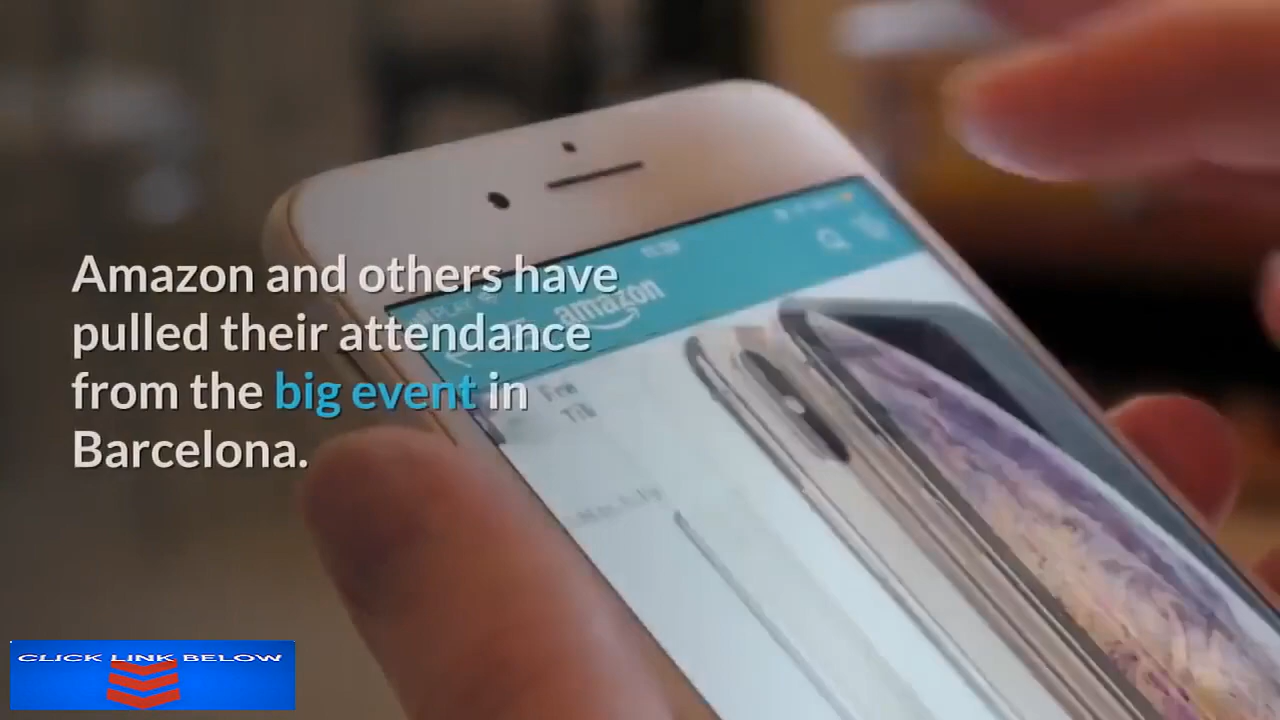 Amazon and others have
pulled their attendance
from the big event in
Barcelona.
amazon
CLICK LINK BELOW